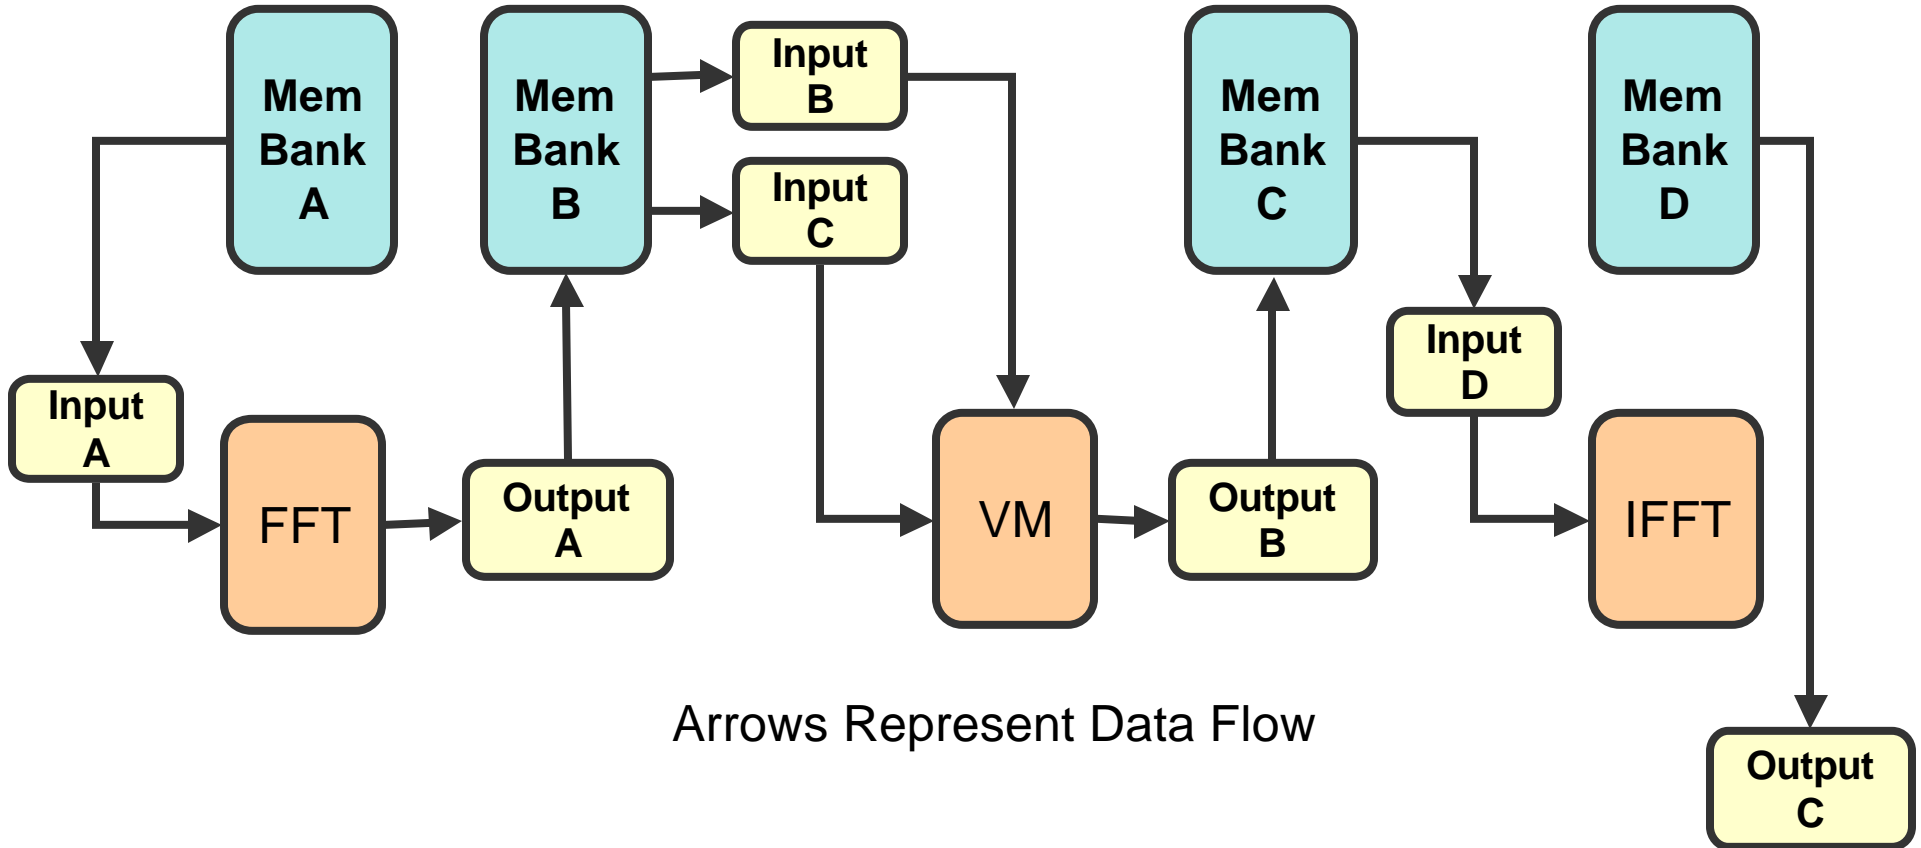 Mem
Bank
A
Mem
Bank
B
Input
B
Input
C
Mem
Bank
C
Mem
Bank
D
Input
A
FFT
Output
A
VM
Output
B
Input
D
IFFT
Arrows Represent Data Flow
Output
C